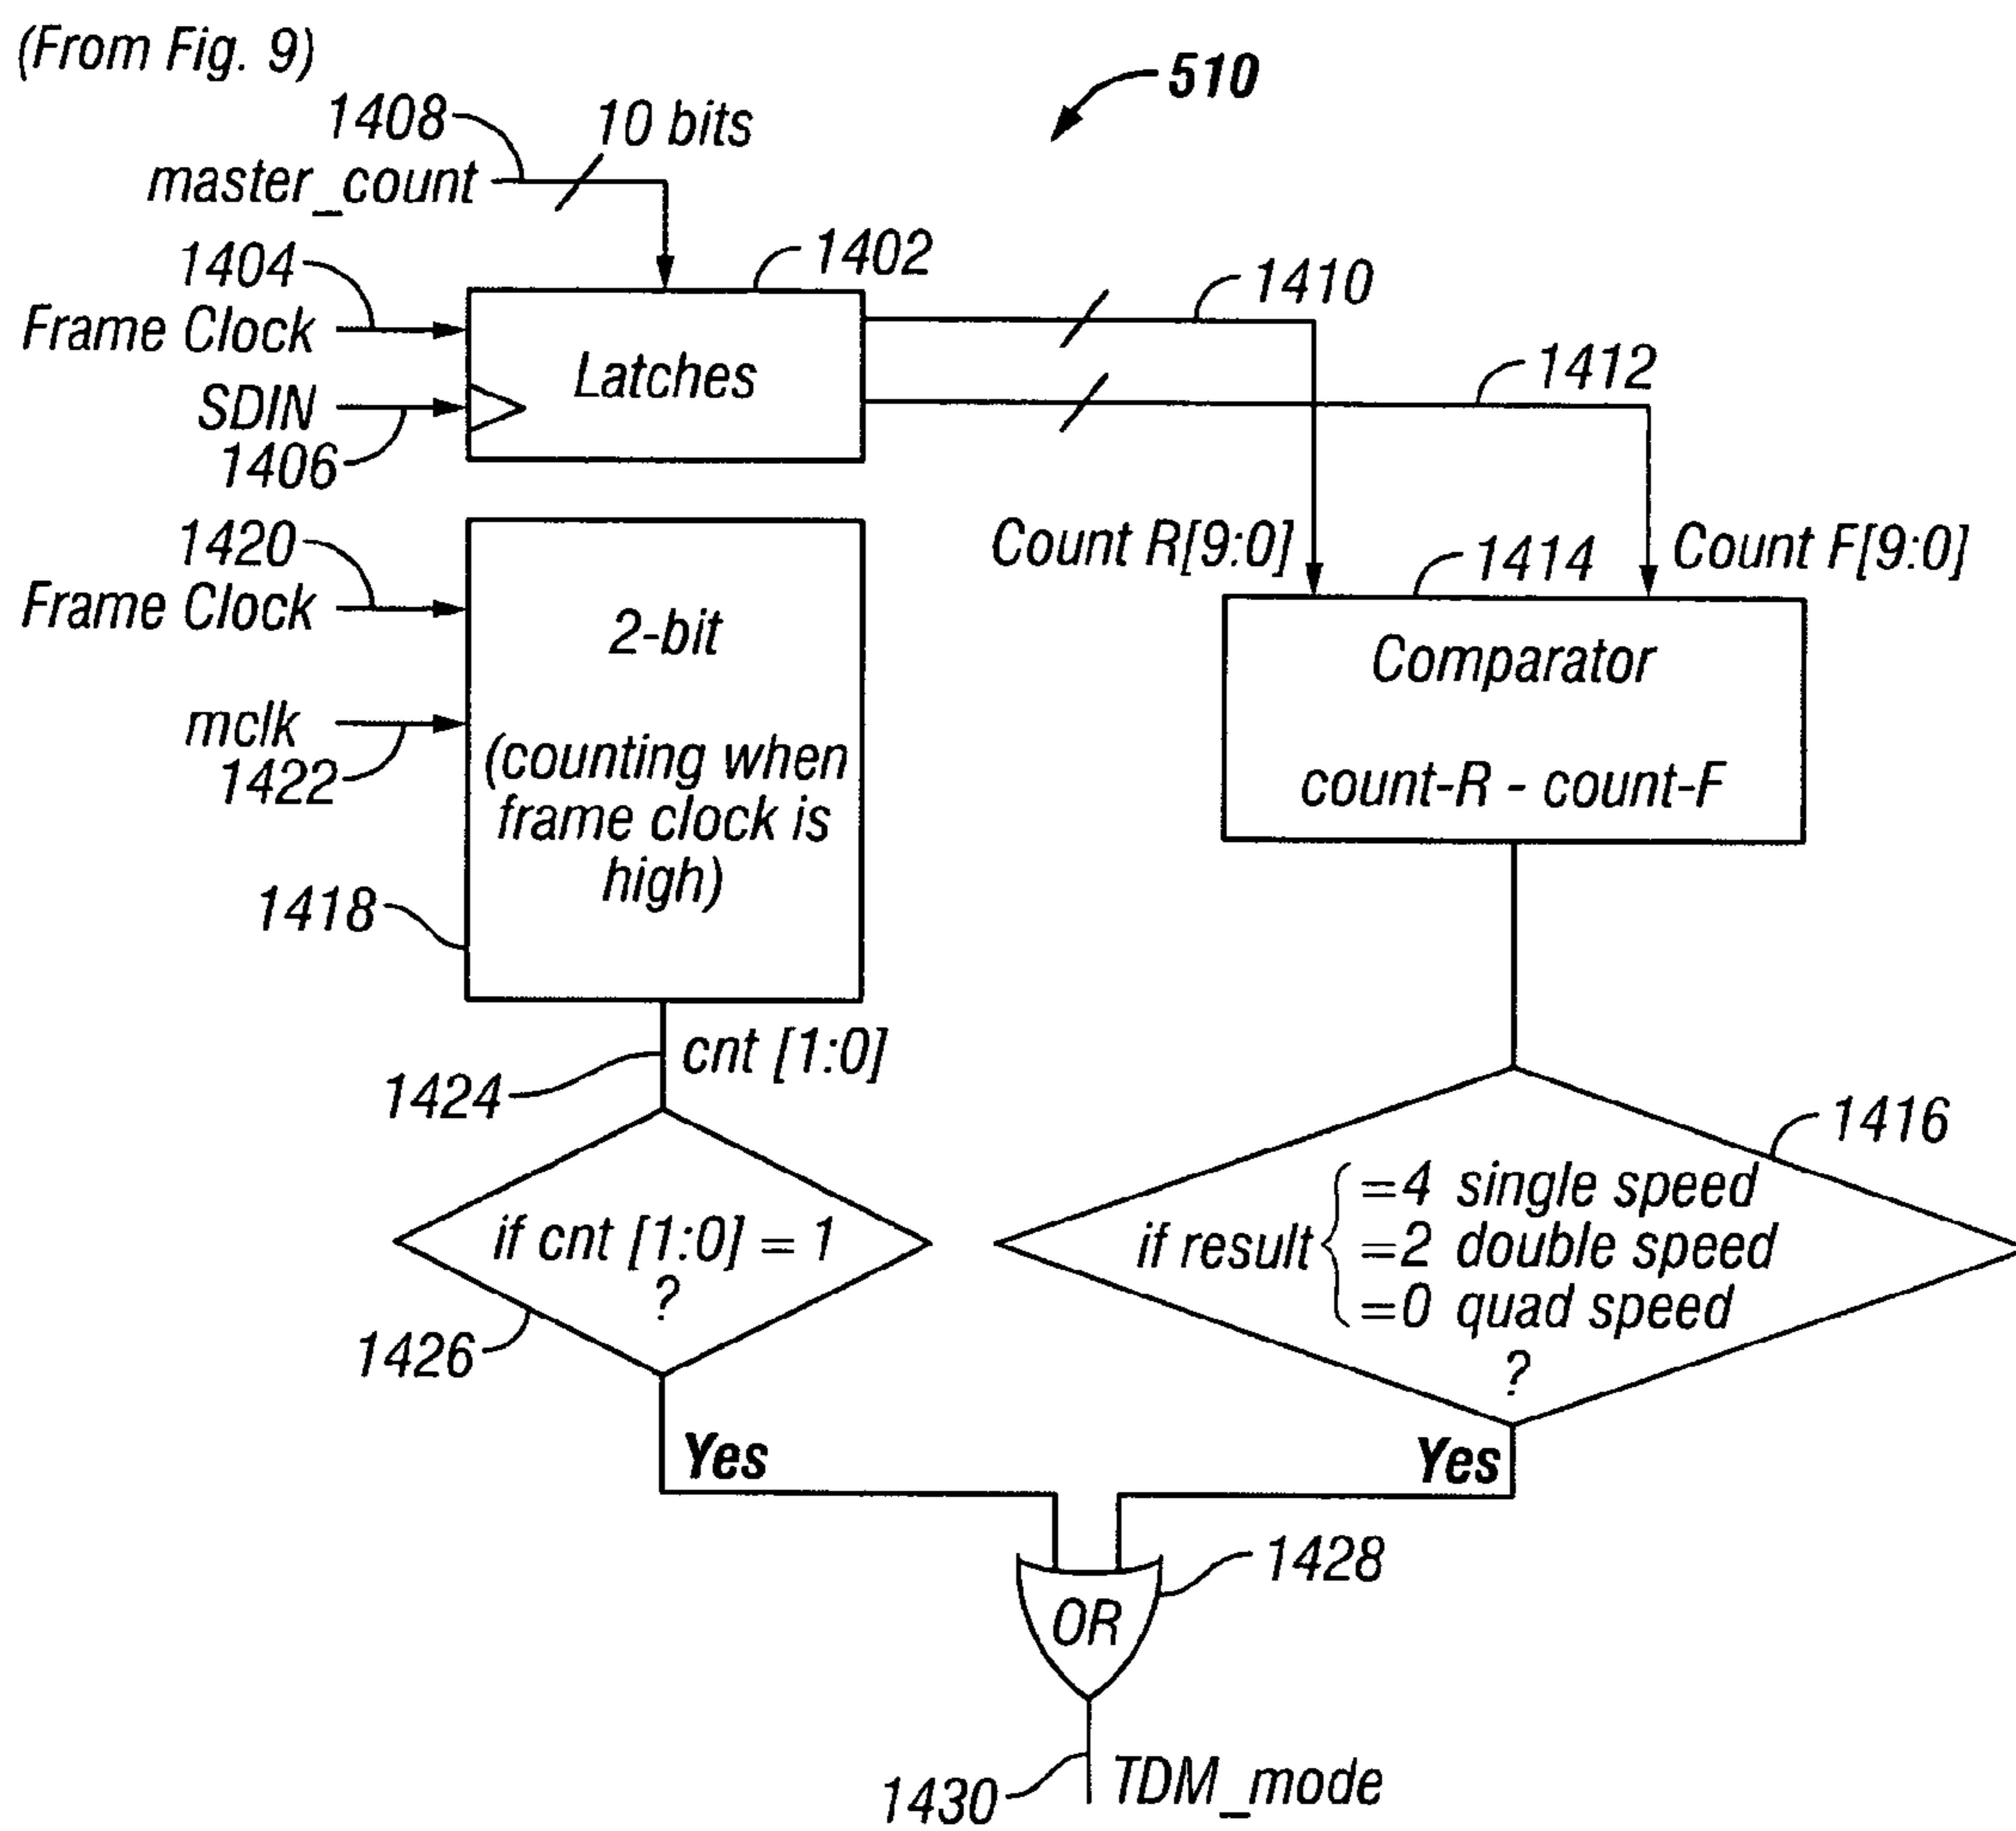 (From Fig. 9)
510
1408
10 bits
master_count
1404
1402
1410
Frame Clock
Latches
1412
SDIN
1406
1420
Count R[9:0]
1414
Count F[9:0]
Frame Clock
2-bit
Comparator
mclk
1422
(counting when
frame clock is
high)
count-R - count-F
1418
cnt [1:0]
1424
1416
if cnt [1:0] = 1
?
if result
=4 single speed
=2 double speed
=0 quad speed
?
1426
Yes
Yes
1428
OR
1430
TDM_mode